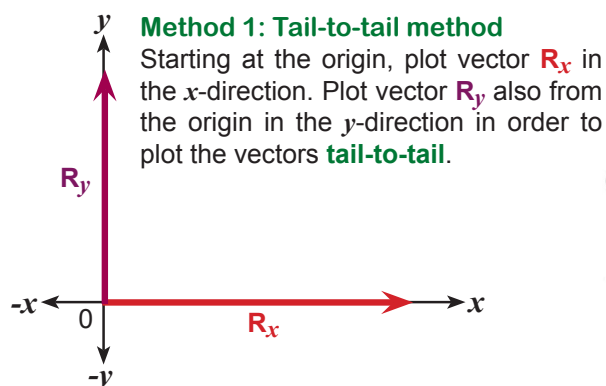 y
Method 1: Tail-to-tail method
Starting at the origin, plot vector Rx in
the x-direction. Plot vector Ry also from
the origin in the y-direction in order to
plot the vectors tail-to-tail.
Ry
-x
x
0
Rx
-y